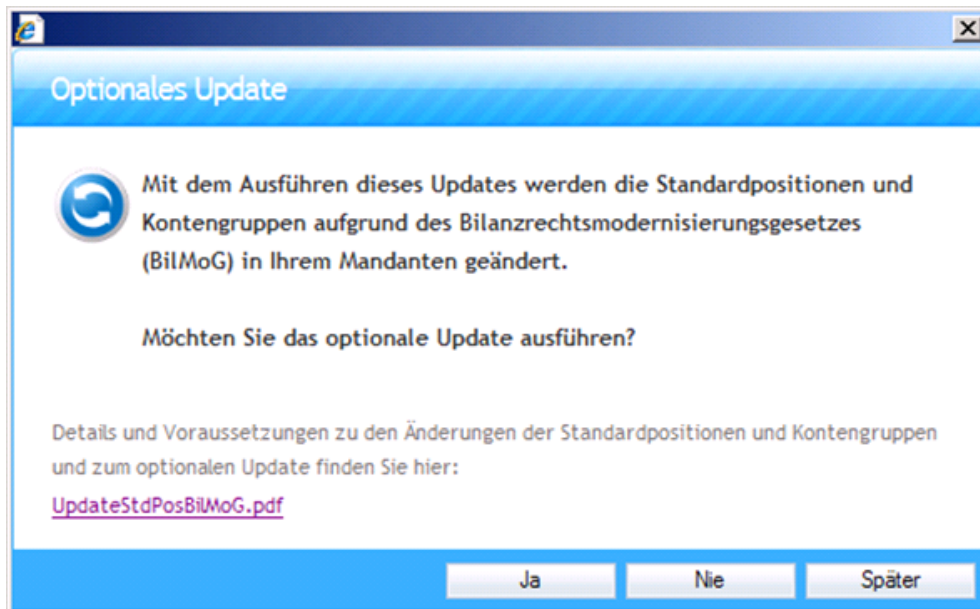 Optionales Update
Mit dem Ausführen dieses Updates werden die Standardpositionen und
Kontengruppen aufgrund des Bilanzrechtsmodernisierungsgesetzes
(BilMoG) in Ihrem Mandanten geändert.
Möchten Sie das optionale Update ausführen?
Details und Voraussetzungen zu den Änderungen der Standardpositionen und Kontengruppen
und zum optionalen Update finden Sie hier:
UpdateStdPosBilMoG.pdf
Ja Nie Später